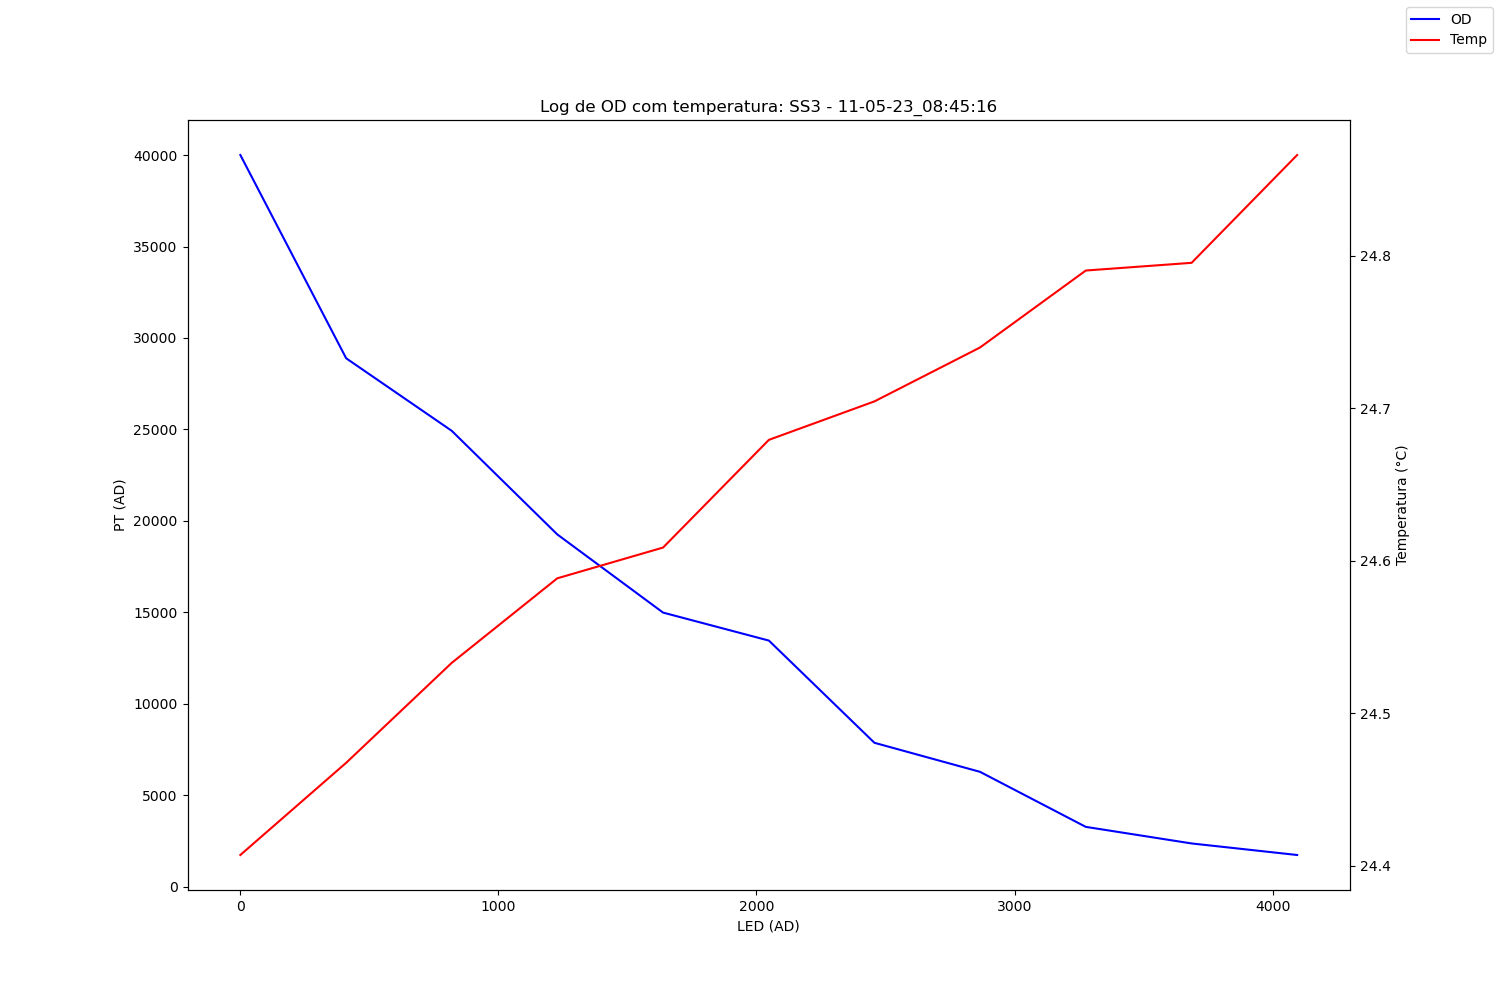 OD
Temp
Log de OD com temperatura: SS3 - 11-05-23_08:45:16
40000
35000
30000
25000
20000
15000
10000
5000
0
PT (AD)
24.8
24.7
24.6
24.5
24.4
Temperatura (°C)
0 1000 2000 3000 4000
LED (AD)